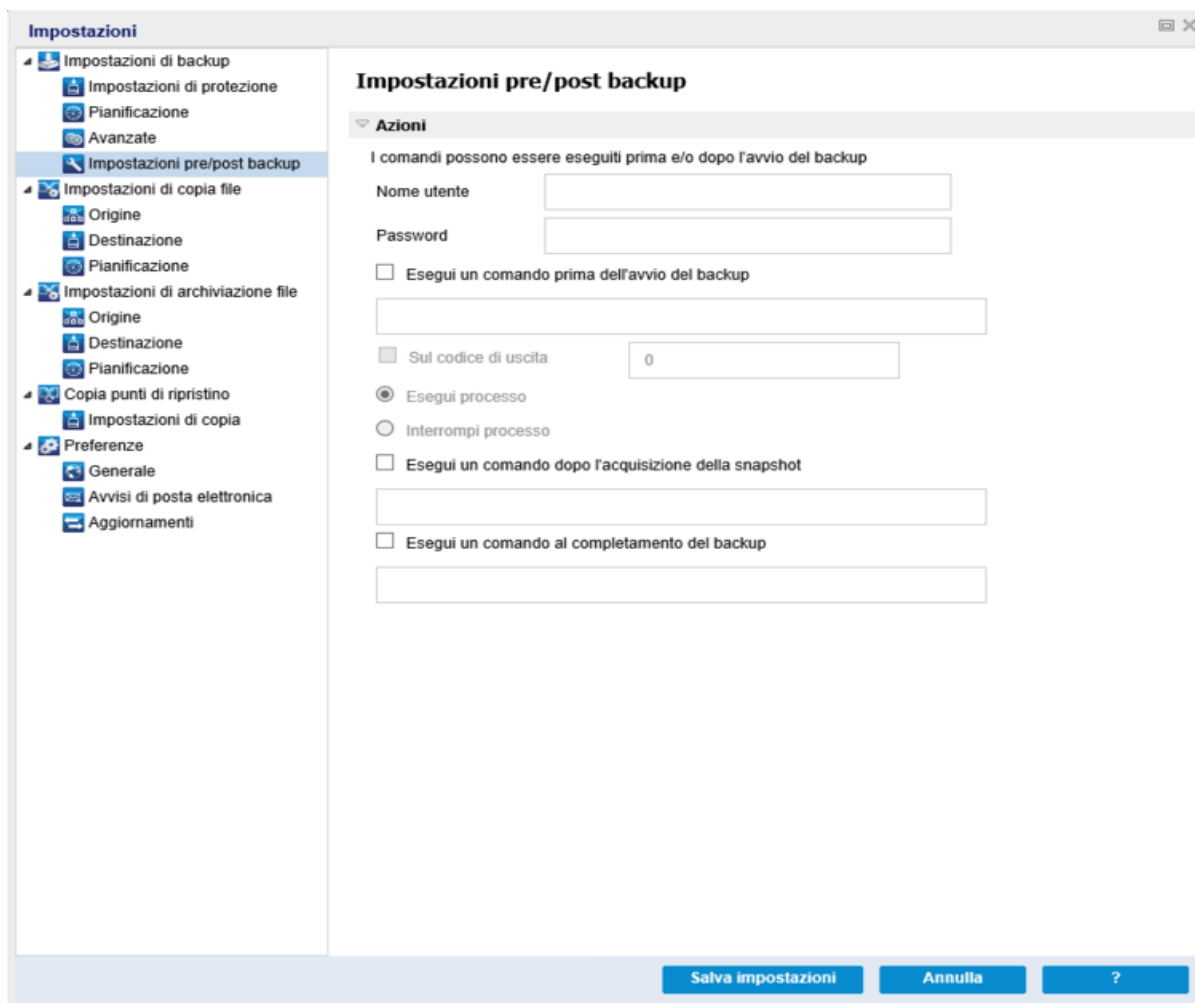 Impostazioni
Impostazioni di backup
Impostazioni di protezione
Pianificazione
Avanzate
Impostazioni pre/post backup
Impostazioni di copia file
Origine
Destinazione
Pianificazione
Impostazioni di archiviazione file
Origine
Destinazione
Pianificazione
Copia punti di ripristino
Impostazioni di copia
Preferenze
Generale
Avvisi di posta elettronica
Aggiornamenti
Impostazioni pre/post backup
Azioni
I comandi possono essere eseguiti prima e/o dopo l'avvio del backup
Nome utente
Password
Esegui un comando prima dell'avvio del backup
Sul codice di uscita 0
Esegui processo
Interrompi processo
Esegui un comando dopo l'acquisizione della snapshot
Esegui un comando al completamento del backup
Salva impostazioni Annulla ?